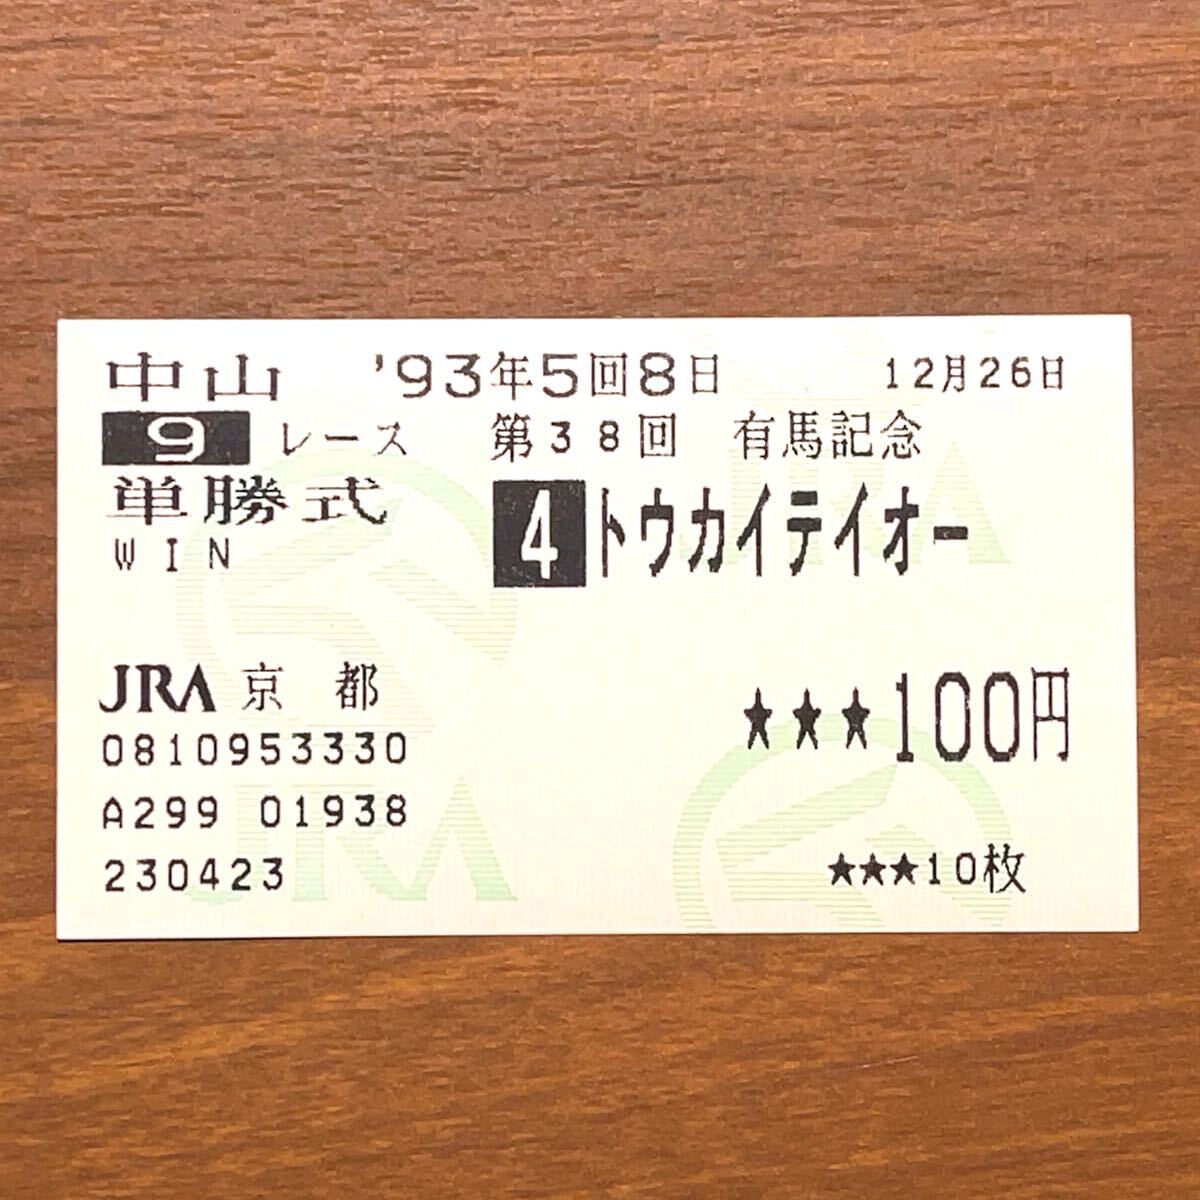 中山 '93年5回8日 12月26日
9 レース 第38回 有馬記念
単勝式 4 トウカイテイオー
WIN
JRA 京都
★★★100円
0810953330
A299 01938
230423 ★★★10枚